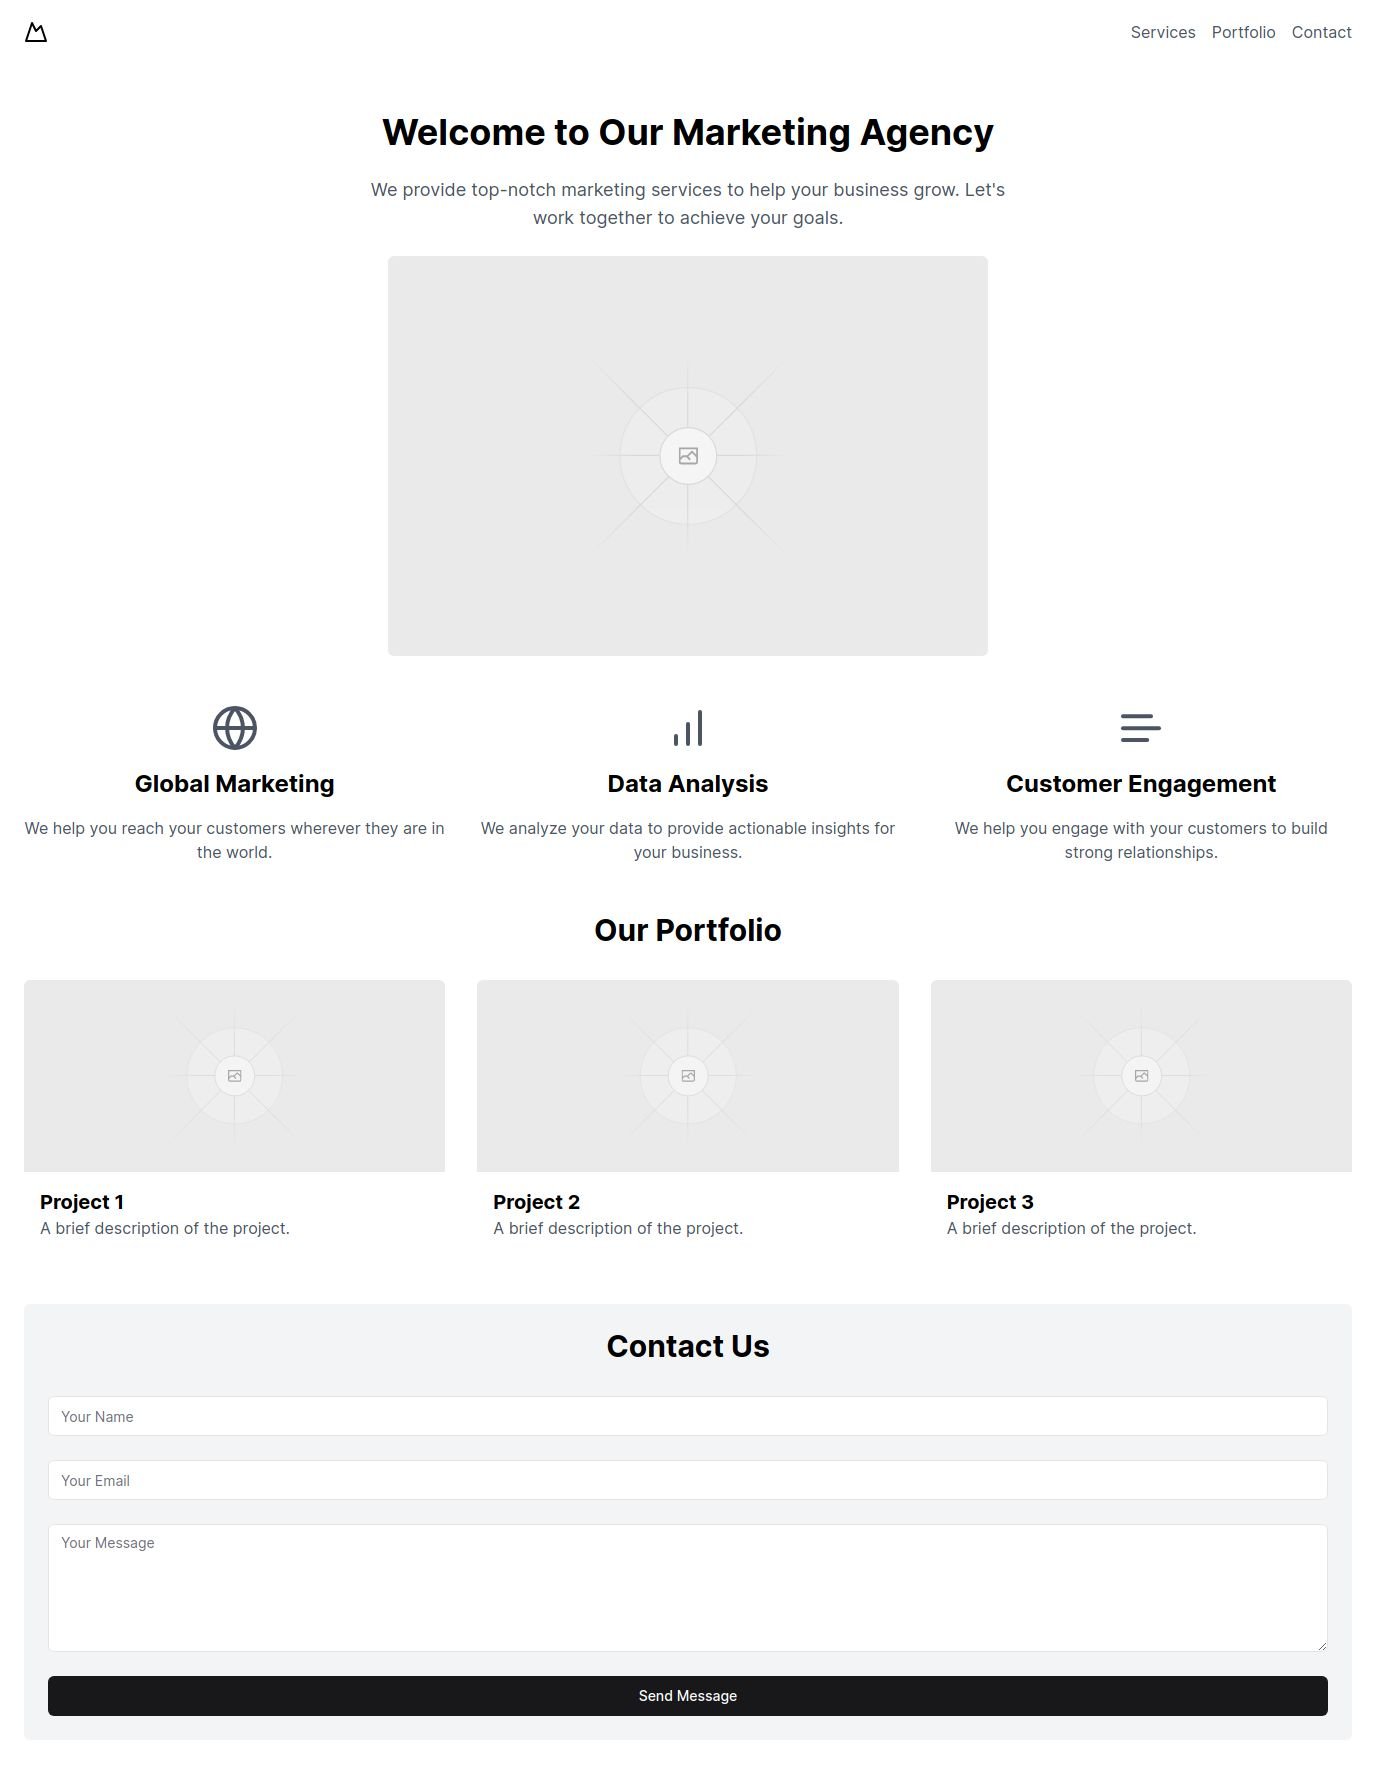 Services Portfolio Contact
Welcome to Our Marketing Agency
We provide top-notch marketing services to help your business grow. Let's
work together to achieve your goals.
Global Marketing
We help you reach your customers wherever they are in
the world.
Data Analysis
We analyze your data to provide actionable insights for
your business.
Customer Engagement
We help you engage with your customers to build
strong relationships.
Our Portfolio
Project 1
A brief description of the project.
Project 2
A brief description of the project.
Project 3
A brief description of the project.
Contact Us
Your Name
Your Email
Your Message
Send Message